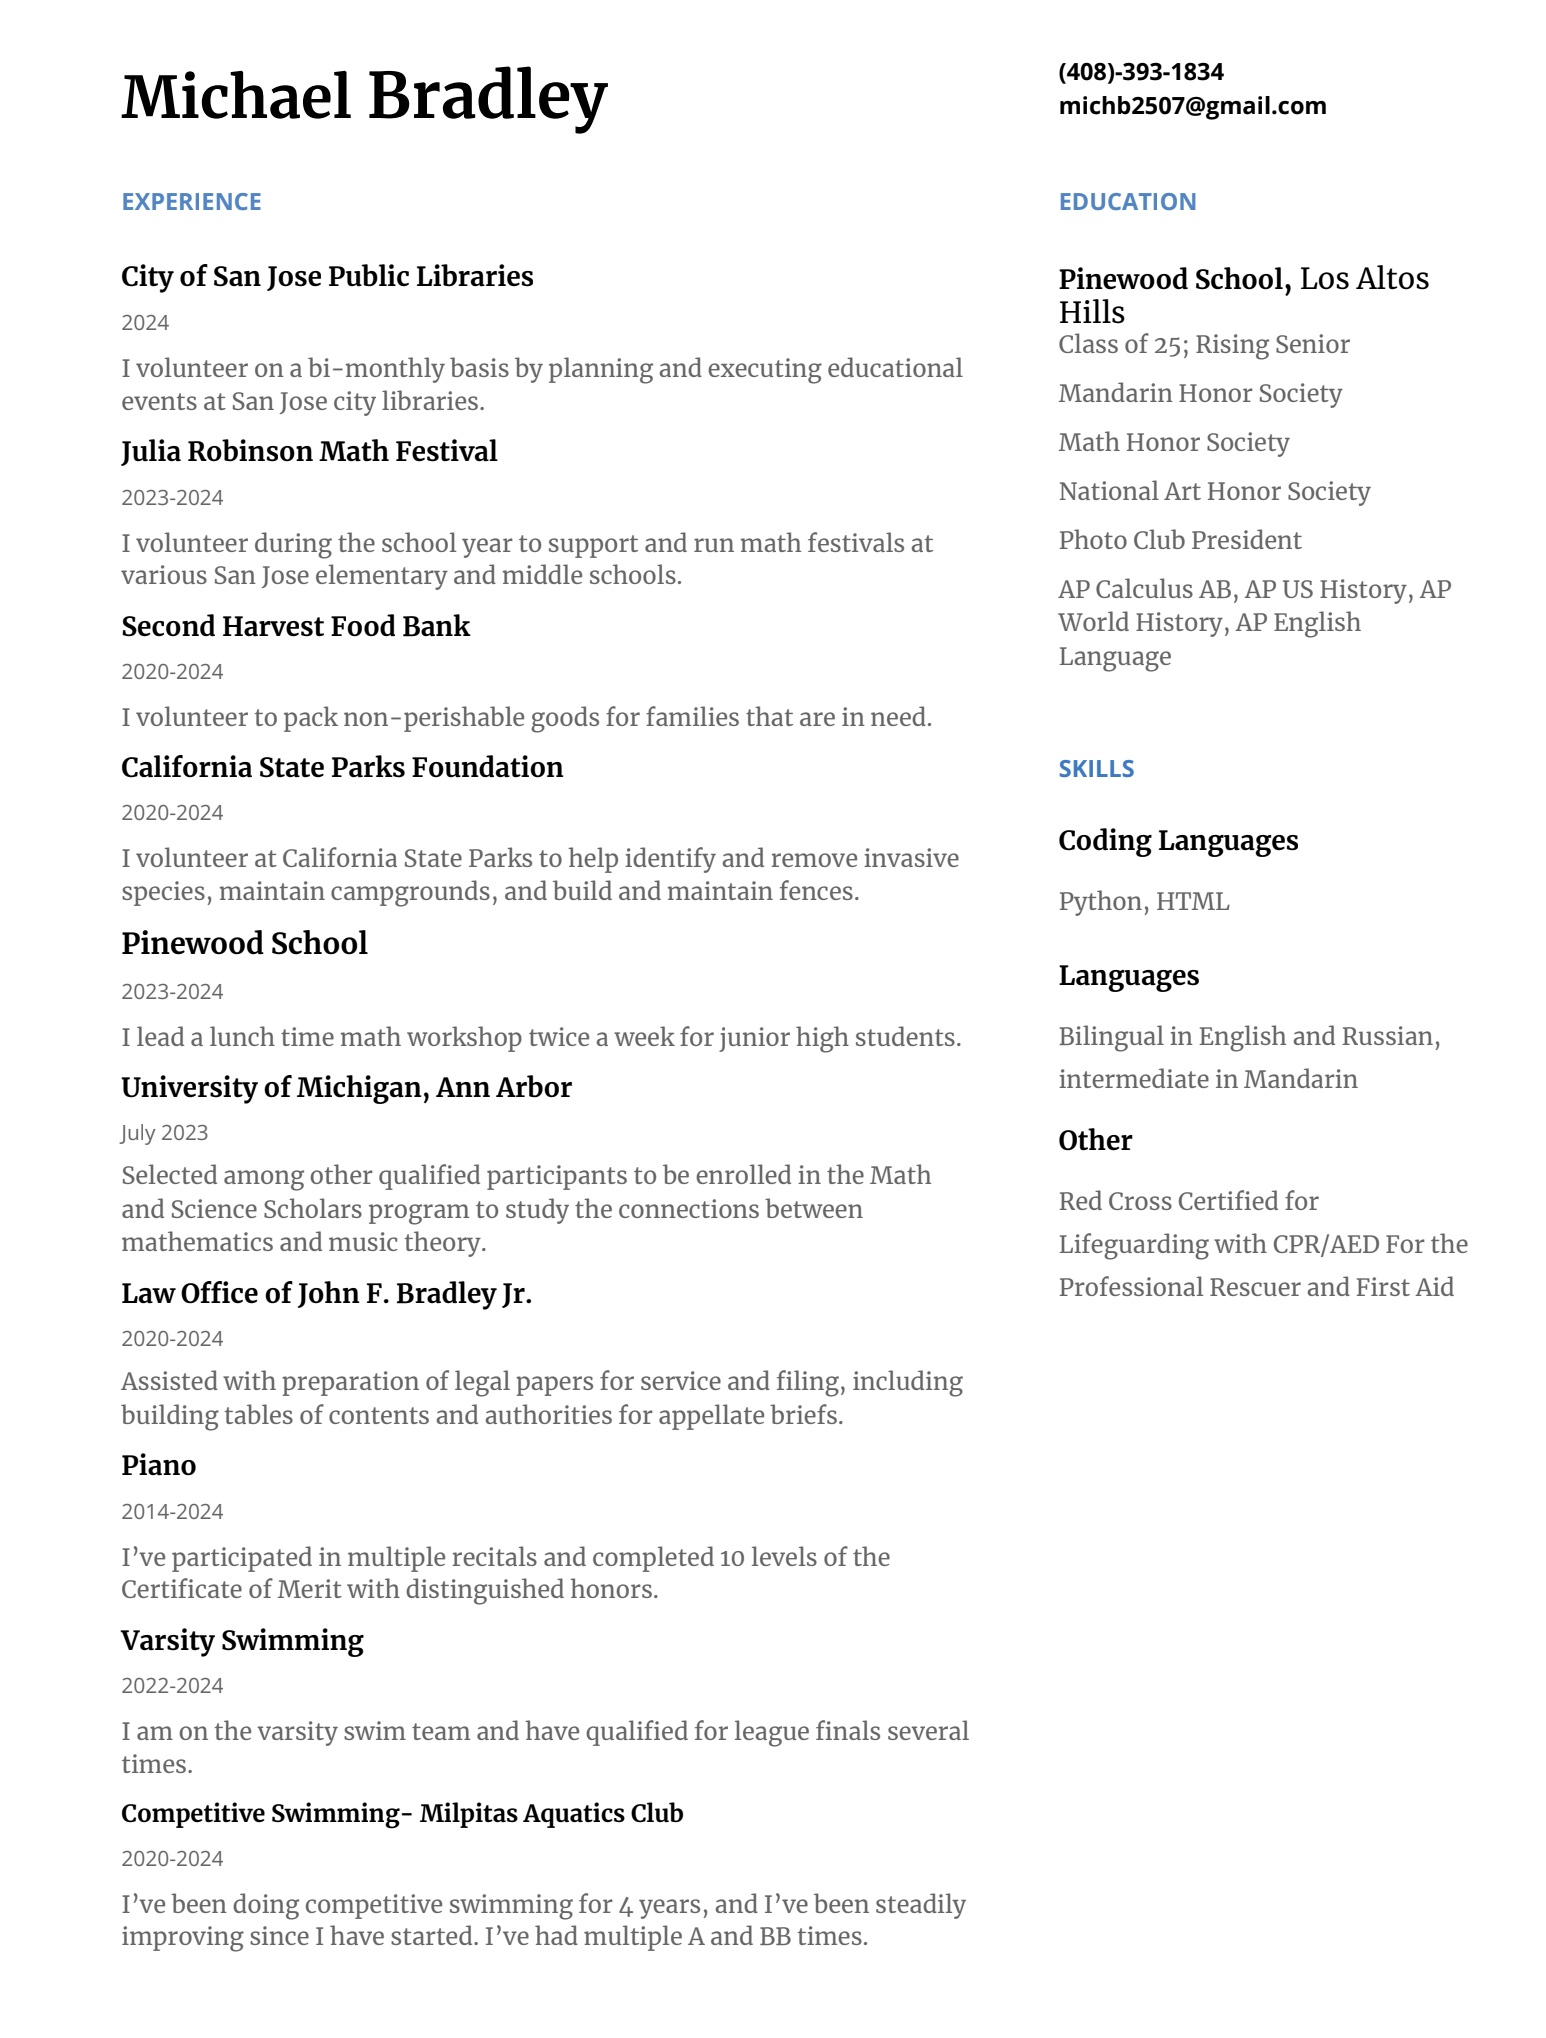 Michael Bradley
(408)-393-1834
michb2507@gmail.com
EXPERIENCE
City of San Jose Public Libraries
2024
I volunteer on a bi-monthly basis by planning and executing educational
events at San Jose city libraries.
Julia Robinson Math Festival
2023-2024
I volunteer during the school year to support and run math festivals at
various San Jose elementary and middle schools.
Second Harvest Food Bank
2020-2024
I volunteer to pack non-perishable goods for families that are in need.
California State Parks Foundation
2020-2024
I volunteer at California State Parks to help identify and remove invasive
species, maintain campgrounds, and build and maintain fences.
Pinewood School
2023-2024
I lead a lunch time math workshop twice a week for junior high students.
University of Michigan, Ann Arbor
July 2023
Selected among other qualified participants to be enrolled in the Math
and Science Scholars program to study the connections between
mathematics and music theory.
Law Office of John F. Bradley Jr.
2020-2024
Assisted with preparation of legal papers for service and filing, including
building tables of contents and authorities for appellate briefs.
Piano
2014-2024
I’ve participated in multiple recitals and completed 10 levels of the
Certificate of Merit with distinguished honors.
Varsity Swimming
2022-2024
I am on the varsity swim team and have qualified for league finals several
times.
Competitive Swimming- Milpitas Aquatics Club
2020-2024
I’ve been doing competitive swimming for 4 years, and I’ve been steadily
improving since I have started. I’ve had multiple A and BB times.
EDUCATION
Pinewood School, Los Altos
Hills
Class of 25; Rising Senior
Mandarin Honor Society
Math Honor Society
National Art Honor Society
Photo Club President
AP Calculus AB, AP US History, AP
World History, AP English
Language
SKILLS
Coding Languages
Python, HTML
Languages
Bilingual in English and Russian,
intermediate in Mandarin
Other
Red Cross Certified for
Lifeguarding with CPR/AED For the
Professional Rescuer and First Aid